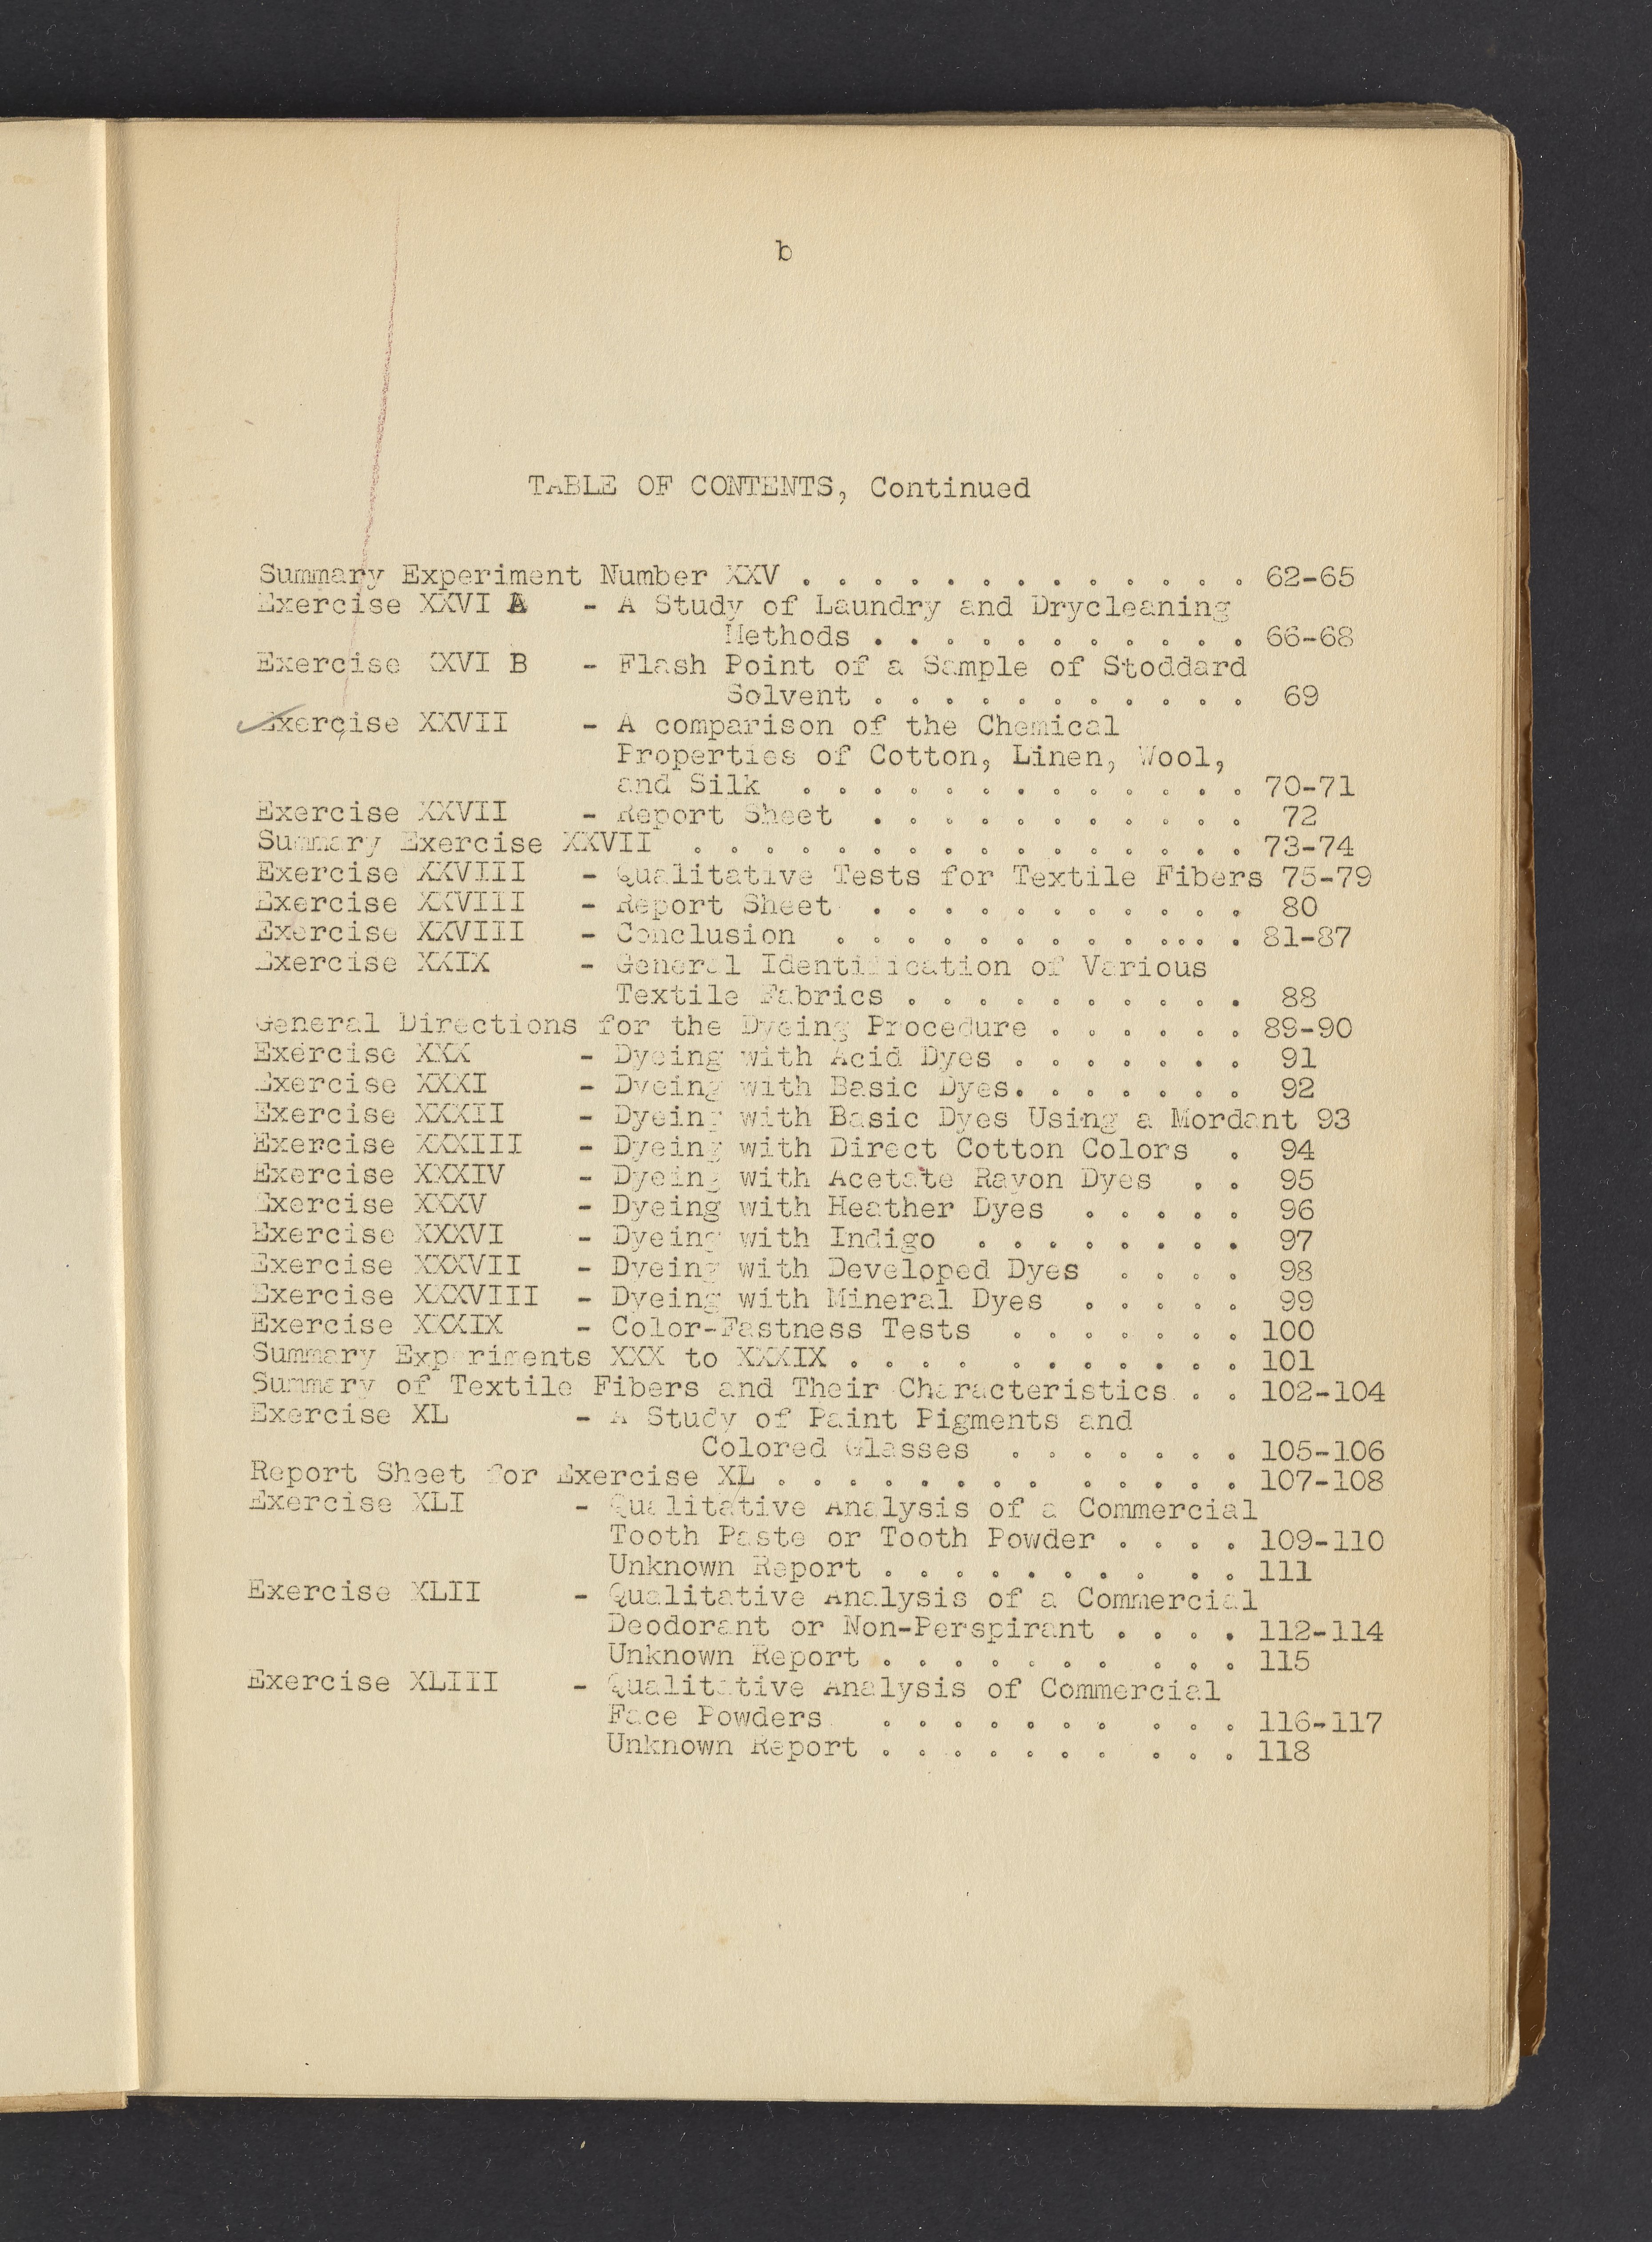 b
TABLE OF CONTENTS, Continued
Summary Experiment Number XXV . . . . . . . . . . . . . 62-65
Exercise XXVI A - A Study of Laundry and Drycleaning
Methods . . . . . . . . . . . 66-68
Exercise XXVI B - Flash Point of a Sample of Stoddard
Solvent . . . . . . . . . . . 69
Exercise XXVII - A comparison of the Chemical
Properties of Cotton, Linen, Wool,
and Silk . . . . . . . . . . . . . 70-71
Exercise XXVII - Report Sheet . . . . . . . . . . . 72
Summary Exercise XXVII . . . . . . . . . . . . . . . . 73-74
Exercise XXVIII - Qualitative Tests for Textile Fibers 75-79
Exercise XXVIII - Report Sheet . . . . . . . . . . . 80
Exercise XXVIII - Conclusion . . . . . . . . . . ... . 81-87
Exercise XXIX - General Identification of Various
Textile Fabrics . . . . . . . . . . 88
General Directions for the Dyeing Procedure . . . . . . 89-90
Exercise XXX - Dyeing with Acid Dyes . . . . . . . 91
Exercise XXXI - Dyeing with Basic Dyes. . . . . . . 92
Exercise XXXII - Dyeing with Basic Dyes Using a Mordant 93
Exercise XXXIII - Dyeing with Direct Cotton Colors . 94
Exercise XXXIV - Dyeing with Acetate Rayon Dyes . . 95
Exercise XXXV - Dyeing with Heather Dyes . . . . . 96
Exercise XXXVI - Dyeing with Indigo . . . . . . . . 97
Exercise XXXVII - Dyeing with Developed Dyes . . . . 98
Exercise XXXVIII - Dyeing with Mineral Dyes . . . . . 99
Exercise XXXIX - Color-Fastness Tests . . . . . . . 100
Summary Experiments XXX to XXXIX . . . . . . . . . . . 101
Summary of Textile Fibers and Their Characteristics . . 102-104
Exercise XL - A Study of Paint Pigments and
Colored Glasses . . . . . . . 105-106
Report Sheet for Exercise XL . . . . . . . . . . . . . 107-108
Exercise XLI - Qualitative Analysis of a Commercial
Tooth Paste or Tooth Powder . . . . 109-110
Unknown Report . . . . . . . . . . 111
Exercise XLII - Qualitative Analysis of a Commercial
Deodorant or Non-Perspirant . . . . 112-114
Unknown Report . . . . . . . . . . 115
Exercise XLIII - Qualitative Analysis of Commercial
Face Powders . . . . . . . . . . 116-117
Unknown Report . . . . . . . . . . 118